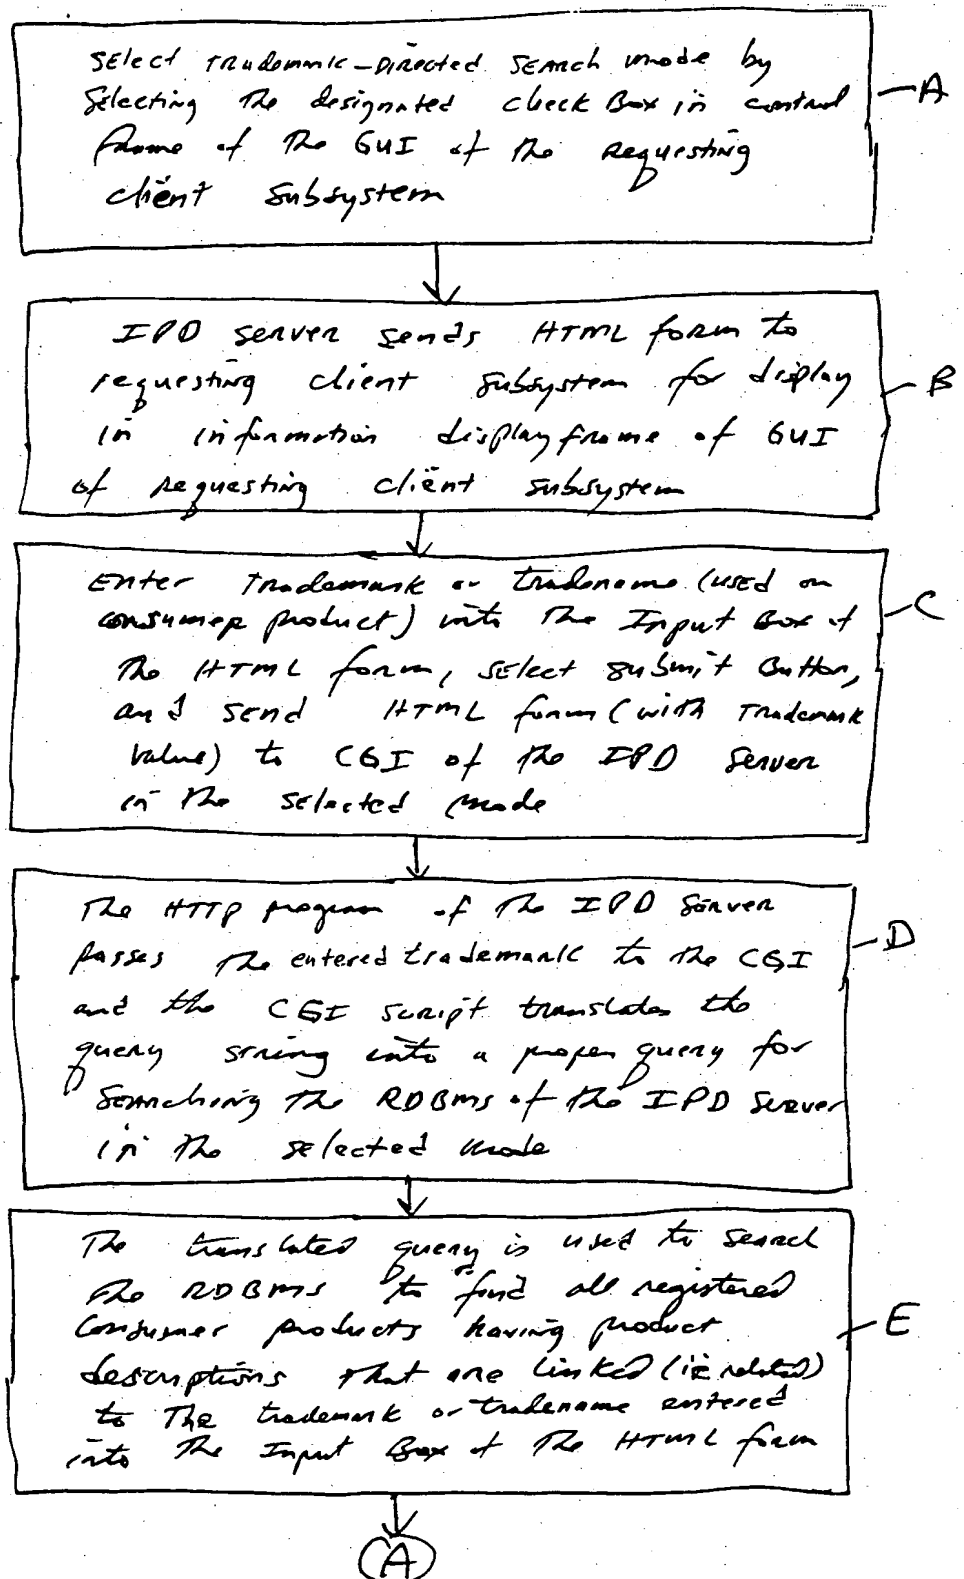 Select Trademark-Directed Search mode by
Selecting the designated check Box in control
frame of the GUI of the requesting
client subsystem
A
IPD server sends HTML form to
requesting client subsystem for display
in information display frame of GUI
of requesting client subsystem
B
Enter Trademark or tradename (used on
consumer product) into the Input Box of
the HTML form, select submit Button,
and send HTML form (with Trademark
value) to CGI of the IPD Server
in the selected mode
C
The HTTP program of the IPD Server
passes the entered trademark to the CGI
and the CGI script translates the
query string into a proper query for
searching the RDBMS of the IPD Server
in the selected mode
D
The translated query is used to search
the RDBMS to find all registered
Consumer products having product
descriptions that are linked (ie related)
to The trademark or tradename entered
into the Input Box of the HTML form
E
A